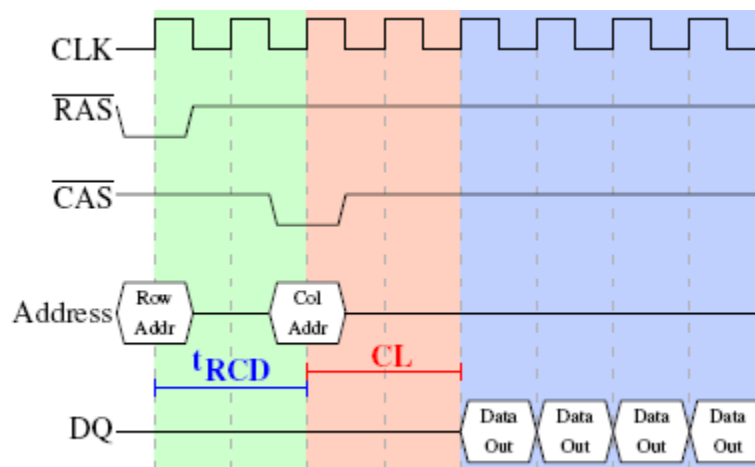 CLK
RAS
CAS
Address
Row
Addr
Col
Addr
tRCD
CL
DQ
Data
Out
Data
Out
Data
Out
Data
Out